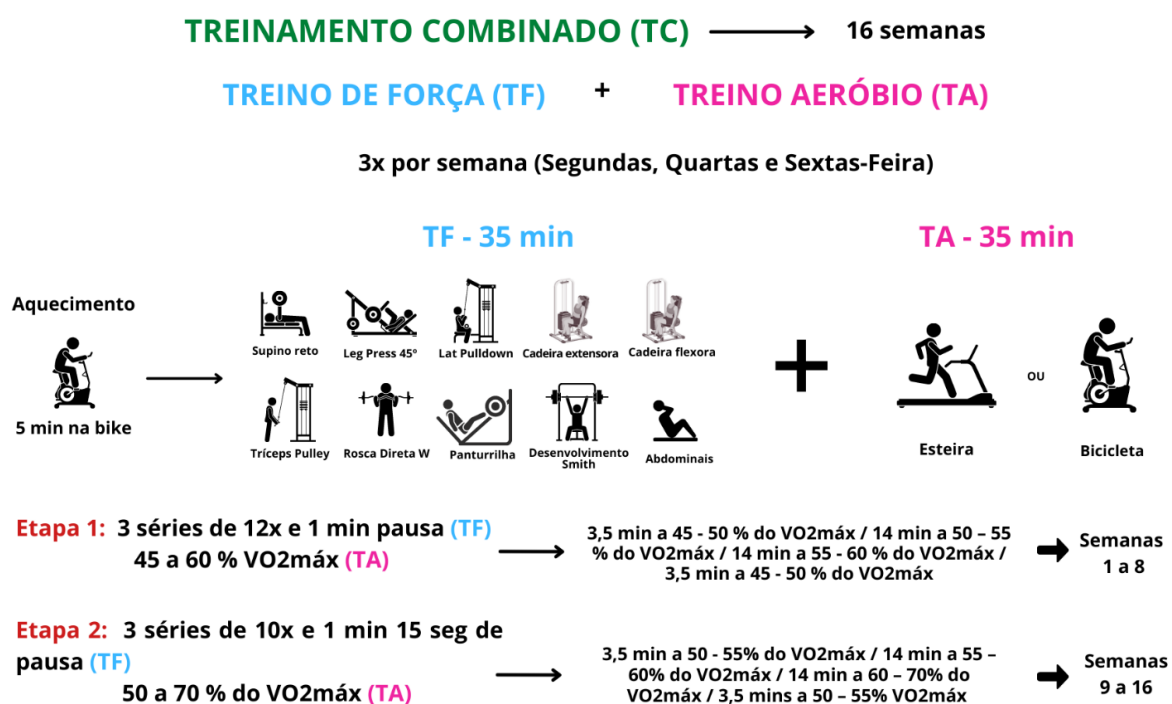 TREINAMENTO COMBINADO (TC)
16 semanas
TREINO DE FORÇA (TF)
+
TREINO AERÓBIO (TA)
3x por semana (Segundas, Quartas e Sextas-Feira)
TF - 35 min
TA - 35 min
Aquecimento
5 min na bike
Supino reto
Leg Press 45º
Lat Pulldown
Cadeira extensora
Cadeira flexora
Tríceps Pulley
Rosca Direta W
Panturrilha
Desenvolvimento
Smith
Abdominais
+
Esteira
OU
Bicicleta
Etapa 1: 3 séries de 12x e 1 min pausa (TF)
45 a 60 % VO2máx (TA)
3,5 min a 45 - 50 % do VO2máx / 14 min a 50 – 55
% do VO2máx / 14 min a 55 - 60 % do VO2máx /
3,5 min a 45 - 50 % do VO2máx
Semanas
1 a 8
Etapa 2: 3 séries de 10x e 1 min 15 seg de
pausa (TF)
50 a 70 % do VO2máx (TA)
3,5 min a 50 - 55% do VO2máx / 14 min a 55 –
60% do VO2máx / 14 min a 60 – 70% do
VO2máx / 3,5 mins a 50 – 55% VO2máx
Semanas
9 a 16